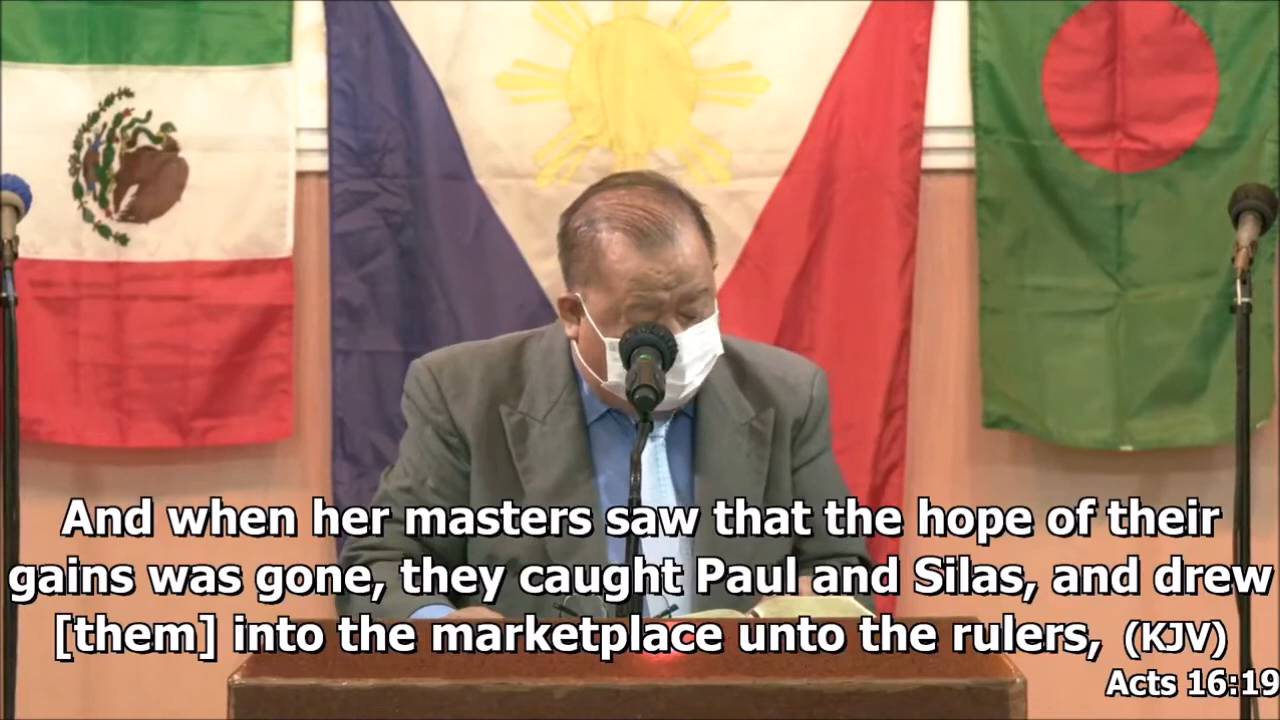 And when her masters saw that the hope of their
gains was gone, they caught Paul and Silas, and drew
[them] into the marketplace unto the rulers, (KJV)
Acts 16:19